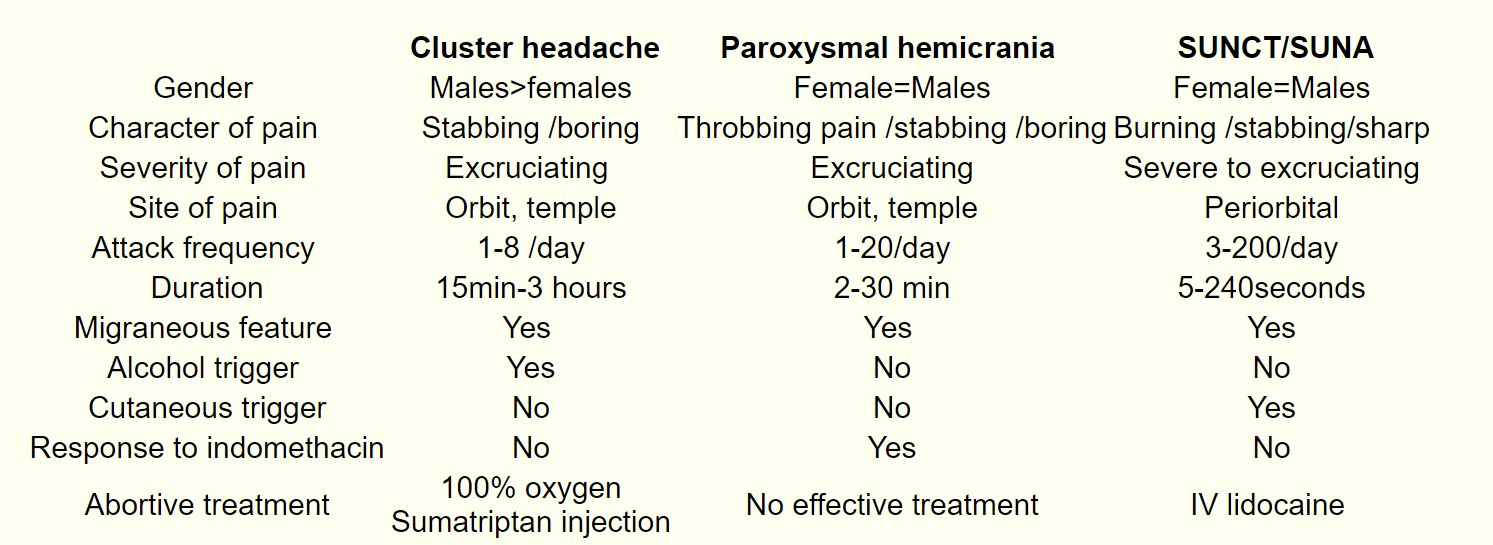 Cluster headache Paroxysmal hemicrania SUNCT/SUNA
Gender Males>females Female=Males Female=Males
Character of pain Stabbing /boring Throbbing pain /stabbing /boring Burning /stabbing/sharp
Severity of pain Excruciating Excruciating Severe to excruciating
Site of pain Orbit, temple Orbit, temple Periorbital
Attack frequency 1-8 /day 1-20/day 3-200/day
Duration 15min-3 hours 2-30 min 5-240seconds
Migraneous feature Yes Yes Yes
Alcohol trigger Yes No No
Cutaneous trigger No No Yes
Response to indomethacin No Yes No
Abortive treatment 100% oxygen
Sumatriptan injection No effective treatment IV lidocaine